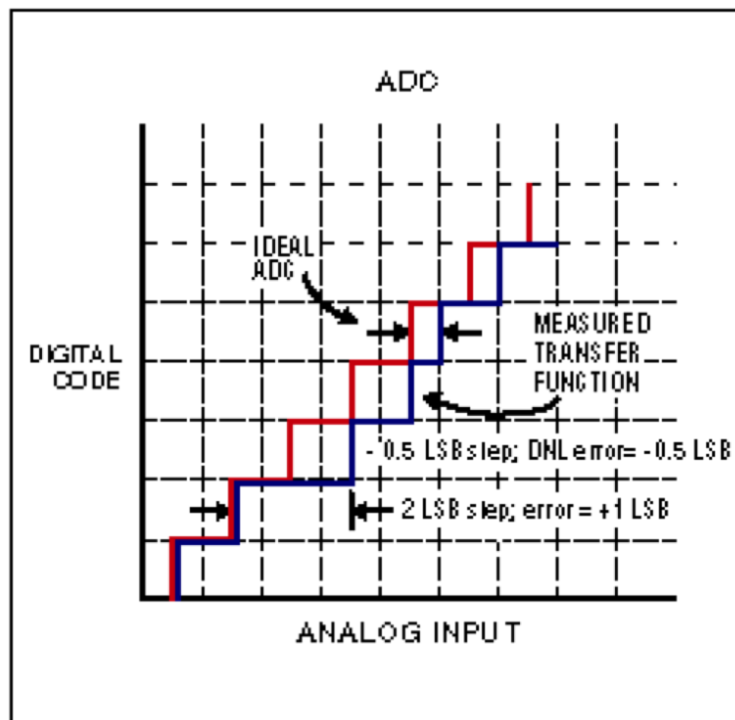 ADC
IDEAL
ADC
MEASURED
TRANSFER
FUNCTION
DIGITAL
CODE
- 0.5 LSB step; DNL error= -0.5 LSB
2 LSB step; error = +1 LSB
ANALOG INPUT